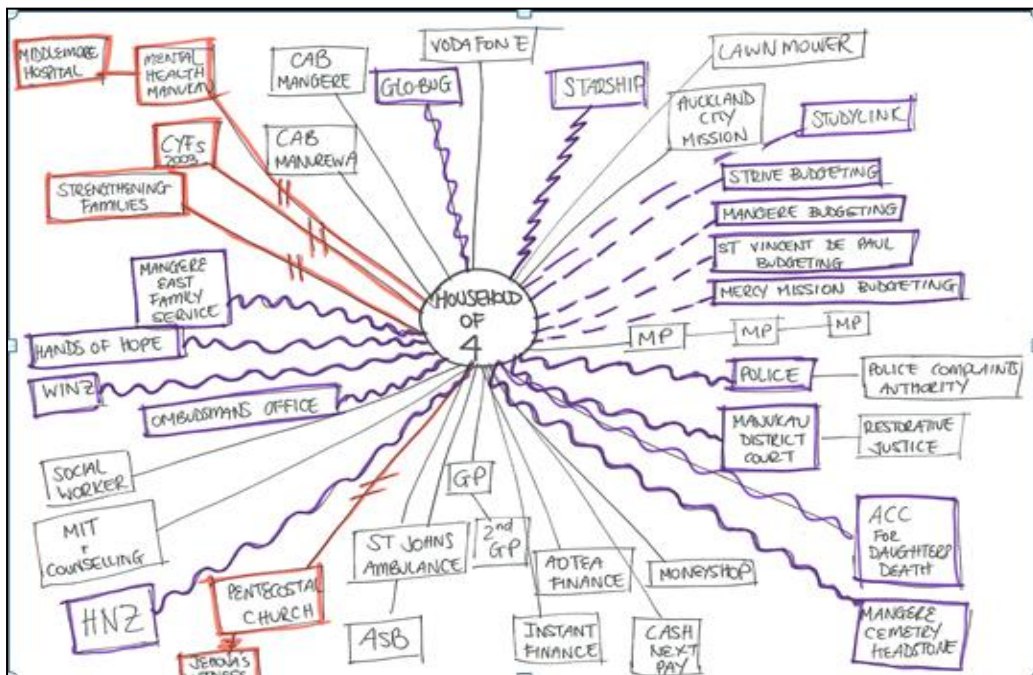 MIDDLEMORE
HOSPITAL
MENTAL
HEALTH
MANUKAU
CAB
MANGERE
GLO-BUG
VODAFONE
STARSHIP
LAWNMOWER
AUCKLAND
CITY
MISSION
STUDYLINK
CYFs
2003
CAB
MANUREWA
STRENGTHENING
FAMILIES
STRIVE BUDGETING
MANGERE BUDGETING
ST VINCENT DE PAUL
BUDGETING
MERCY MISSION BUDGETING
MANGERE
EAST
FAMILY
SERVICE
HOUSEHOLD
OF
4
MP
MP
MP
HANDS OF HOPE
WINZ
OMBUDSMANS OFFICE
POLICE
POLICE COMPLAINTS
AUTHORITY
MANUKAU
DISTRICT
COURT
RESTORATIVE
JUSTICE
SOCIAL
WORKER
MIT
+
COUNSELLING
HNZ
PENTECOSTAL
CHURCH
JEHOVA'S
ST JOHNS
AMBULANCE
ASB
GP
2nd
GP
AOTEA
FINANCE
INSTANT
FINANCE
MONEYSHOP
CASH
NEXT
PAY
ACC
FOR
DAUGHTERS
DEATH
MANGERE
CEMETRY
HEADSTONE